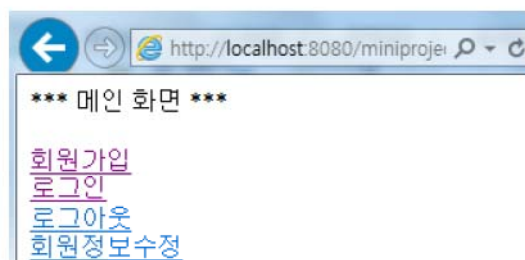 http://localhost:8080/miniproje
*** 메인 화면 ***
회원가입
로그인
로그아웃
회원정보수정